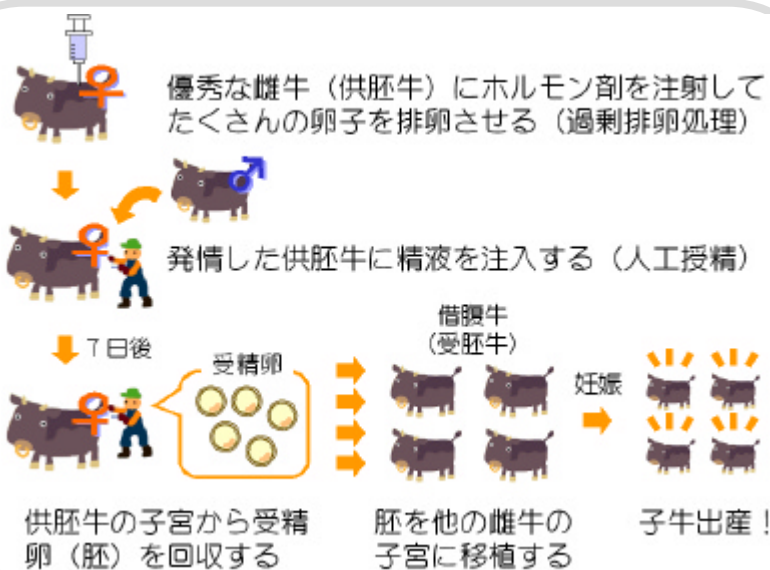 優秀な雌牛（供胚牛）にホルモン剤を注射して
たくさんの卵子を排卵させる（過剰排卵処理）
発情した供胚牛に精液を注入する（人工授精）
7日後
受精卵
借腹牛
（受胚牛）
妊娠
供胚牛の子宮から受精
卵（胚）を回収する
胚を他の雌牛の
子宮に移植する
子牛出産！